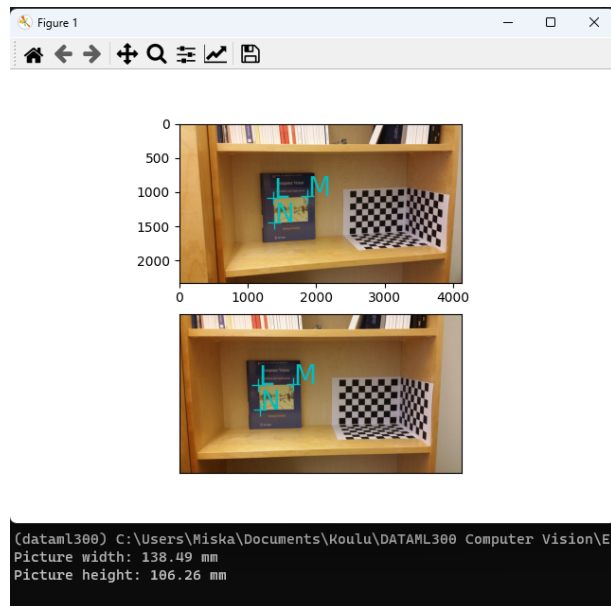 Figure 1
0
500
1000
1500
2000
L M
N
0 1000 2000 3000 4000
L M
N
(dataml300) C:\Users\Miska\Documents\Koulu\DATAML300 Computer Vision\E
Picture width: 138.49 mm
Picture height: 106.26 mm